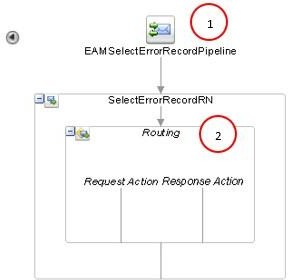 1
EAMSelectErrorRecordPipeline
SelectErrorRecordRN
Routing
2
Request Action Response Action